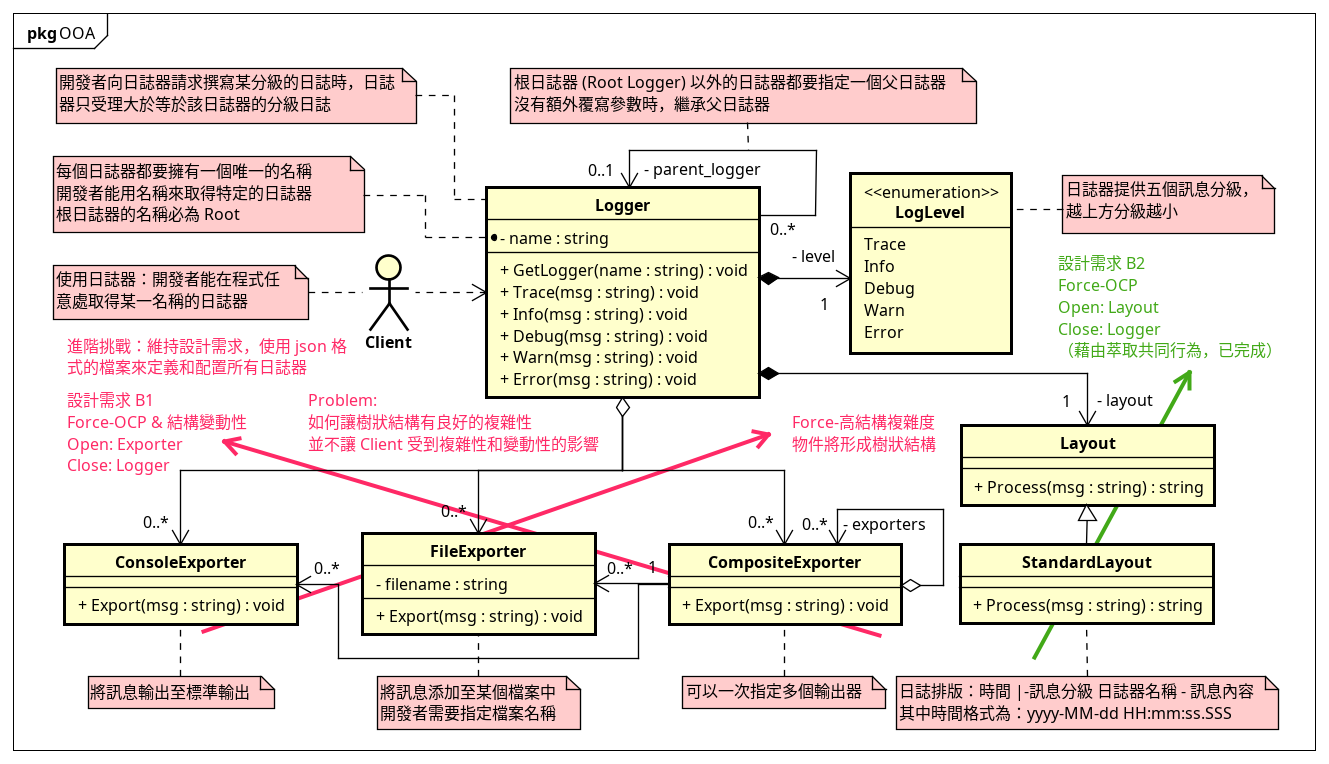 pkg OOA
開發者向日誌器請求撰寫某分級的日誌時，日誌
器只受理大於等於該日誌器的分級日誌
根日誌器 (Root Logger) 以外的日誌器都要指定一個父日誌器
沒有額外覆寫參數時，繼承父日誌器
每個日誌器都要擁有一個唯一的名稱
開發者能用名稱來取得特定的日誌器
根日誌器的名稱必為 Root
0..1
- parent_logger
0..*
Logger
- name : string
+ GetLogger(name : string) : void
+ Trace(msg : string) : void
+ Info(msg : string) : void
+ Debug(msg : string) : void
+ Warn(msg : string) : void
+ Error(msg : string) : void
- level
1
<<enumeration>>
LogLevel
Trace
Info
Debug
Warn
Error
日誌器提供五個訊息分級，
越上方分級越小
使用日誌器：開發者能在程式任
意處取得某一名稱的日誌器
Client
設計需求 B2
Force-OCP
Open: Layout
Close: Logger
（藉由萃取共同行為，已完成）
進階挑戰：維持設計需求，使用 json 格
式的檔案來定義和配置所有日誌器
設計需求 B1
Force-OCP & 結構變動性
Open: Exporter
Close: Logger
Problem:
如何讓樹狀結構有良好的複雜性
並不讓 Client 受到複雜性和變動性的影響
Force-高結構複雜度
物件將形成樹狀結構
1
- layout
Layout
+ Process(msg : string) : string
0..*
0..*
0..*
0..*
- exporters
ConsoleExporter
+ Export(msg : string) : void
0..*
FileExporter
- filename : string
+ Export(msg : string) : void
0..*
1
CompositeExporter
+ Export(msg : string) : void
StandardLayout
+ Process(msg : string) : string
將訊息輸出至標準輸出
將訊息添加至某個檔案中
開發者需要指定檔案名稱
可以一次指定多個輸出器
日誌排版：時間 |-訊息分級 日誌器名稱 - 訊息內容
其中時間格式為：yyyy-MM-dd HH:mm:ss.SSS